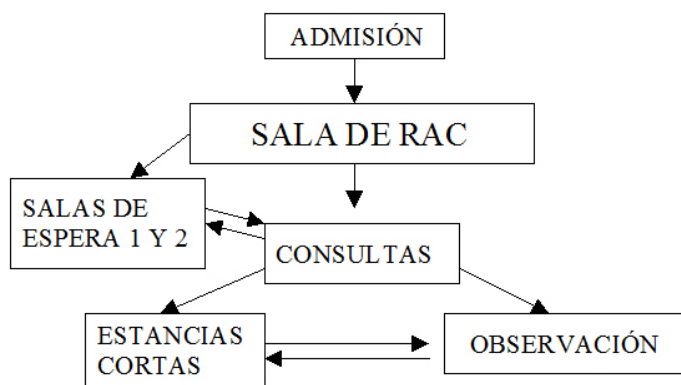 ADMISIÓN
SALA DE RAC
SALAS DE
ESPERA 1 Y 2
CONSULTAS
ESTANCIAS
CORTAS
OBSERVACIÓN